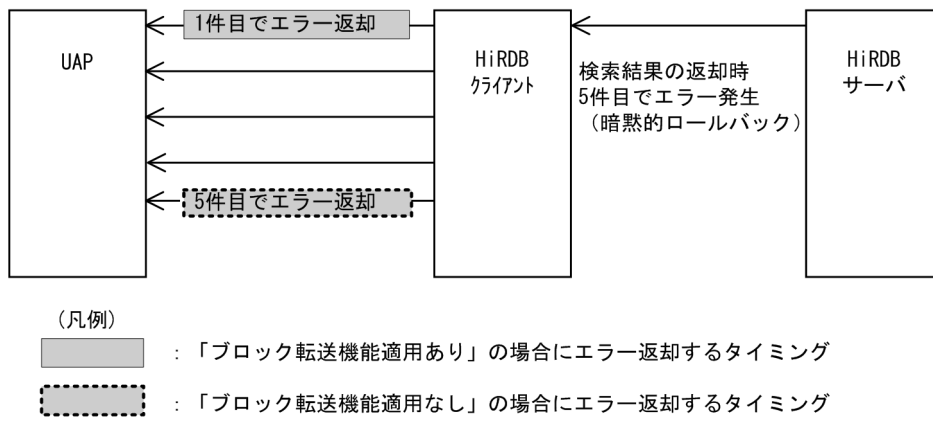 1件目でエラー返却
UAP
HiRDB
クライアント
HiRDB
サーバ
検索結果の返却時
5件目でエラー発生
（暗黙的ロールバック）
5件目でエラー返却
(凡例)
：「ブロック転送機能適用あり」の場合にエラー返却するタイミング
：「ブロック転送機能適用なし」の場合にエラー返却するタイミング